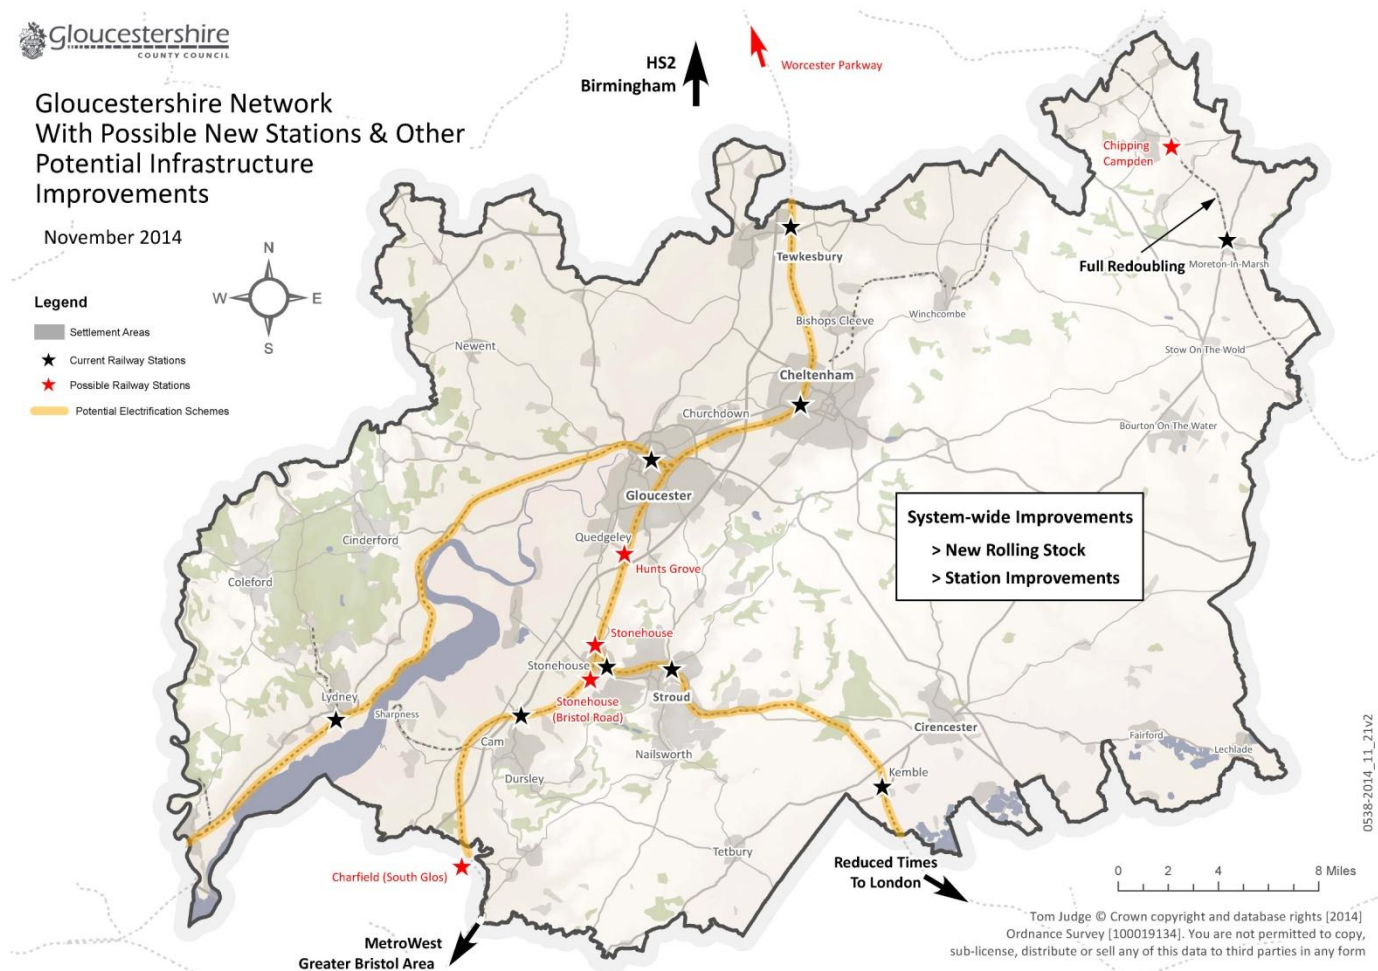 Gloucestershire
COUNTY COUNCIL
Gloucestershire Network
With Possible New Stations & Other
Potential Infrastructure
Improvements
November 2014
N
W
E
S
Legend
Settlement Areas
Current Railway Stations
Possible Railway Stations
Potential Electrification Schemes
HS2
Birmingham
Worcester Parkway
Chipping
Campden
Full Redoubling
Moreton-In-Marsh
Tewkesbury
Bishops Cleeve
Winchcombe
Stow On The Wold
Newent
Cheltenham
Churchdown
Bourton On The Water
Gloucester
System-wide Improvements
> New Rolling Stock
> Station Improvements
Quedgeley
Cinderford
Hunts Grove
Coleford
Stonehouse
Stonehouse
Stroud
Stonehouse
(Bristol Road)
Lydney
Sharpness
Cam
Nailsworth
Cirencester
Fairford
Lechlade
Dursley
Kemble
Tetbury
Charfield (South Glos)
Reduced Times
To London
MetroWest
Greater Bristol Area
0 2 4 8 Miles
Tom Judge © Crown copyright and database rights [2014]
Ordnance Survey [100019134]. You are not permitted to copy,
sub-license, distribute or sell any of this data to third parties in any form
0538-2014_11_21v2